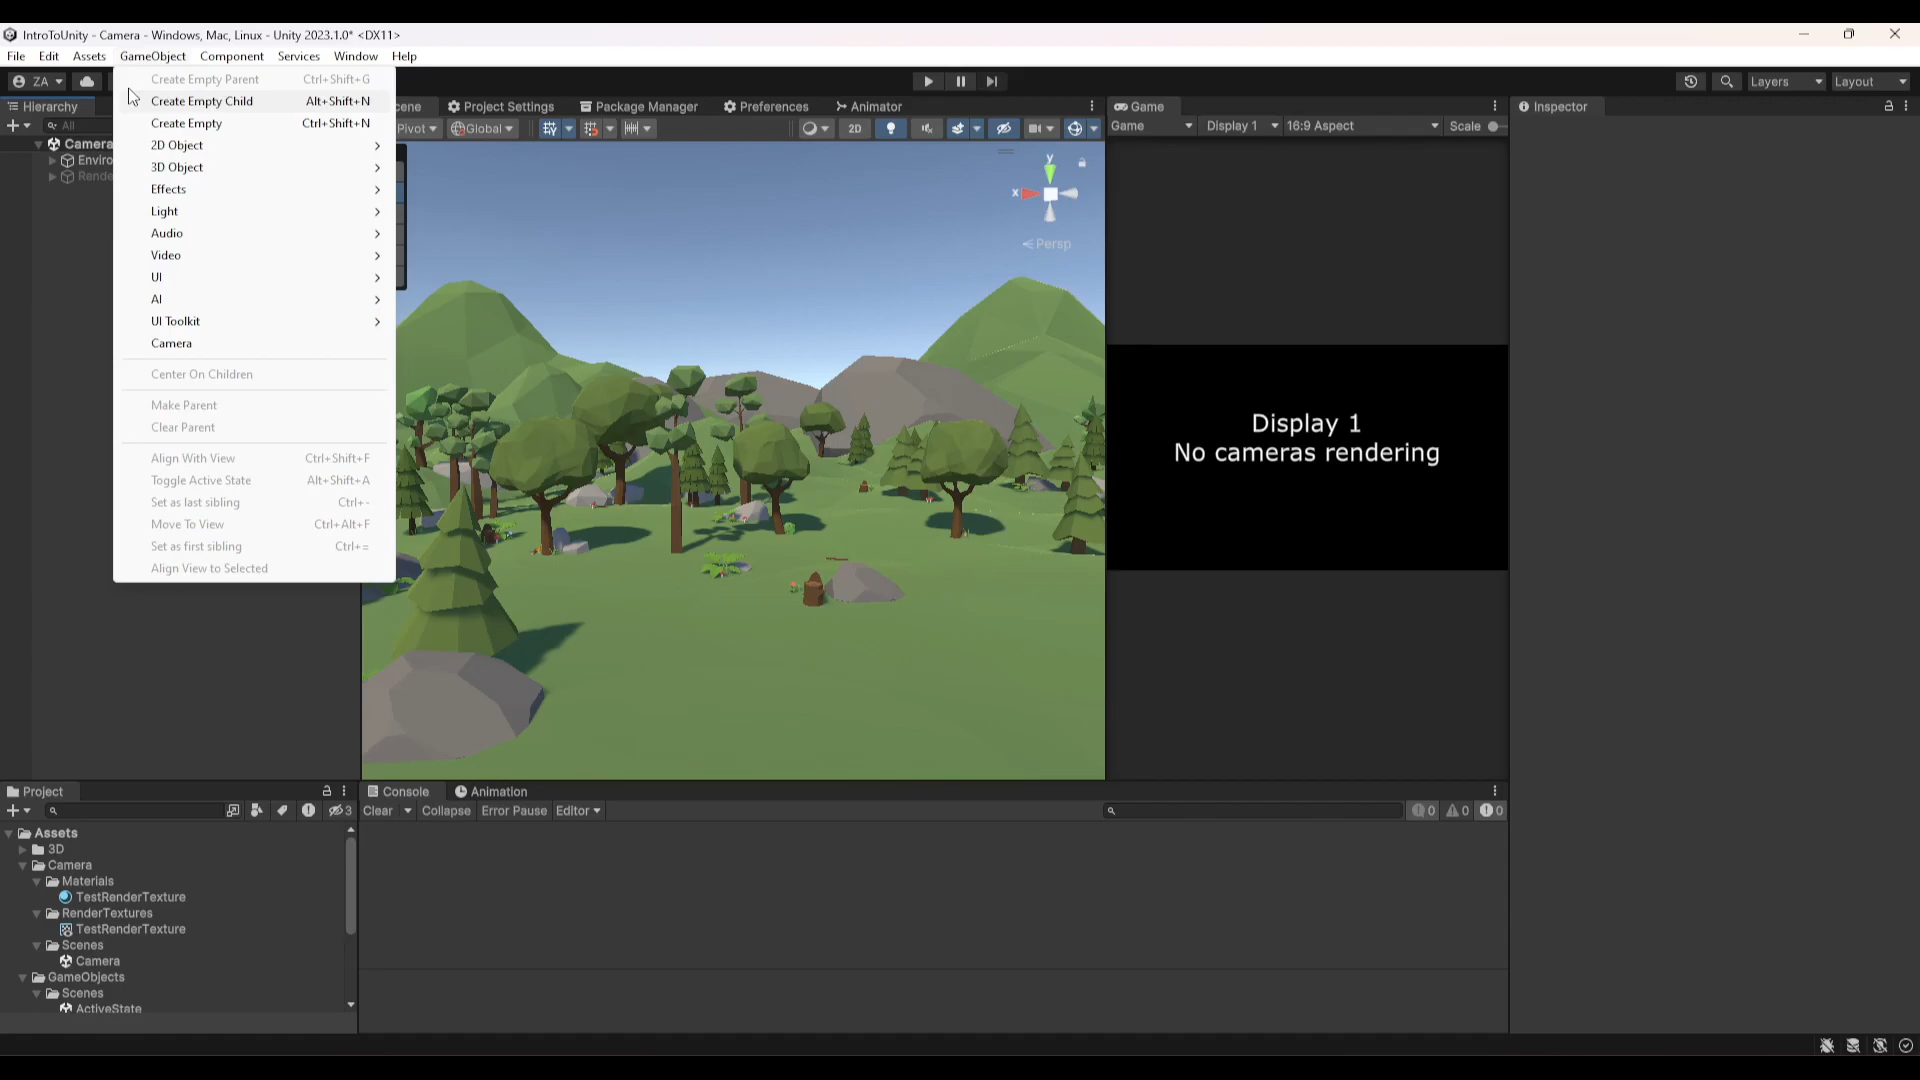 IntroToUnity - Camera - Windows, Mac, Linux - Unity 2023.1.0* <DX11>
File Edit Assets GameObject Component Services Window Help
ZA
Layers
Layout
Create Empty Parent Ctrl+Shift+G
Create Empty Child Alt+Shift+N
Create Empty Ctrl+Shift+N
2D Object
3D Object
Effects
Light
Audio
Video
UI
AI
UI Toolkit
Camera
Center On Children
Make Parent
Clear Parent
Align With View Ctrl+Shift+F
Toggle Active State Alt+Shift+A
Set as last sibling Ctrl+-
Move To View Ctrl+Alt+F
Set as first sibling Ctrl+=
Align View to Selected
Hierarchy
All
Camera
Enviro
Rende
cene Project Settings Package Manager Preferences Animator
Pivot Global 2D
y
x
Persp
Game
Game Display 1 16:9 Aspect Scale
Display 1
No cameras rendering
Inspector
Project
3
Assets
3D
Camera
Materials
TestRenderTexture
RenderTextures
TestRenderTexture
Scenes
Camera
GameObjects
Scenes
ActiveState
Console Animation
Clear Collapse Error Pause Editor 0 0 0